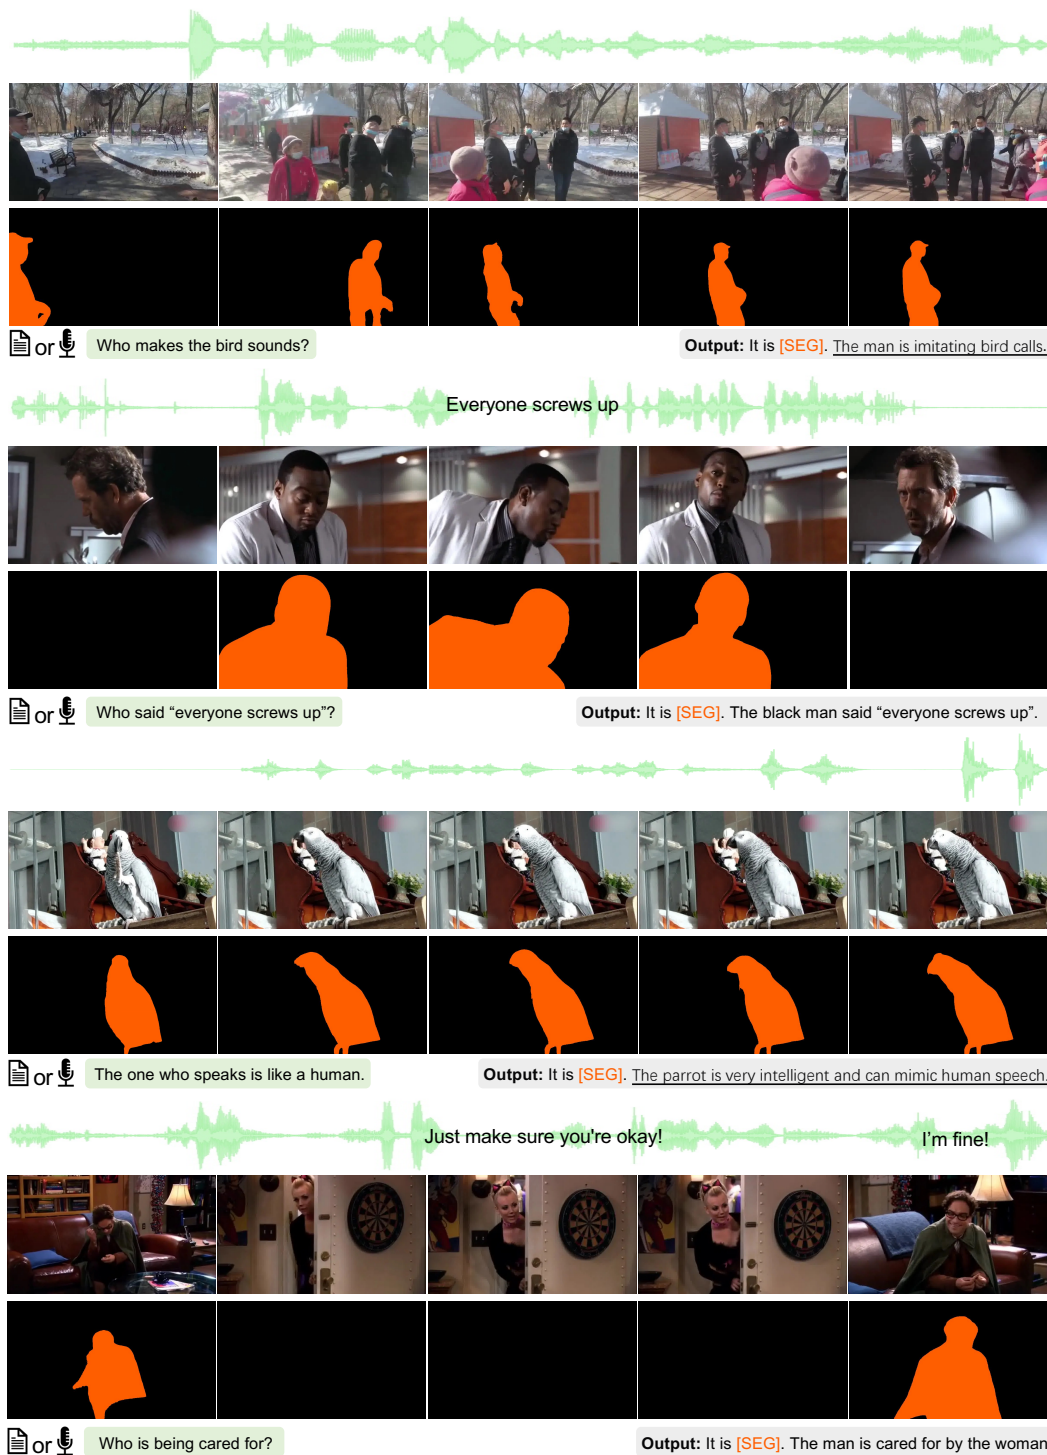 or Who makes the bird sounds? Output: It is [SEG]. The man is imitating bird calls.
Everyone screws up
or Who said “everyone screws up”? Output: It is [SEG]. The black man said “everyone screws up”.
or The one who speaks is like a human. Output: It is [SEG]. The parrot is very intelligent and can mimic human speech.
Just make sure you're okay! I’m fine!
or Who is being cared for? Output: It is [SEG]. The man is cared for by the woman